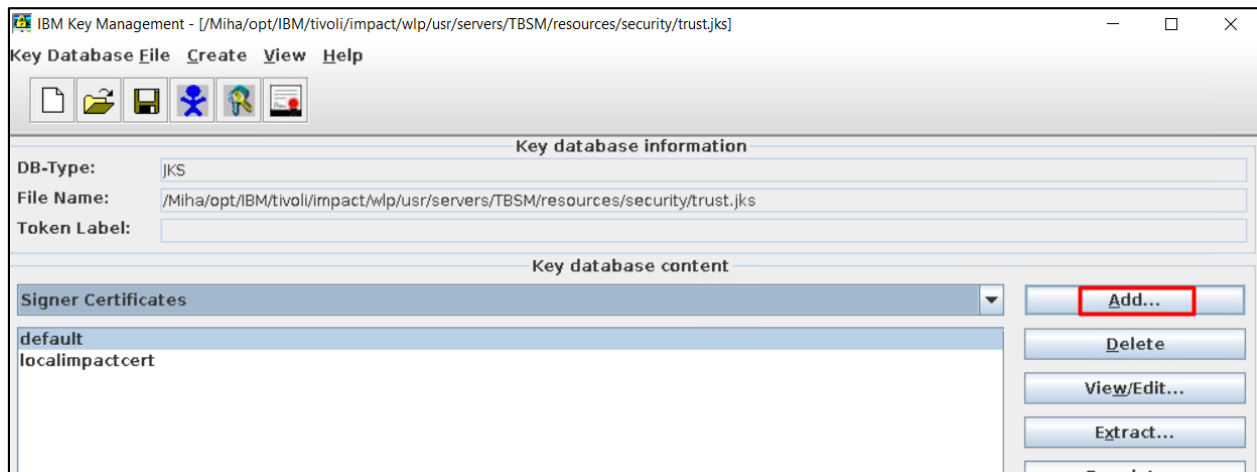 IBM Key Management - [/Miha/opt/IBM/tivoli/impact/wlp/usr/servers/TBSM/resources/security/trust.jks]
Key Database File Create View Help
Key database information
DB-Type: JKS
File Name: /Miha/opt/IBM/tivoli/impact/wlp/usr/servers/TBSM/resources/security/trust.jks
Token Label:
Key database content
Signer Certificates
Add...
default
Delete
localimpactcert
View/Edit...
Extract...